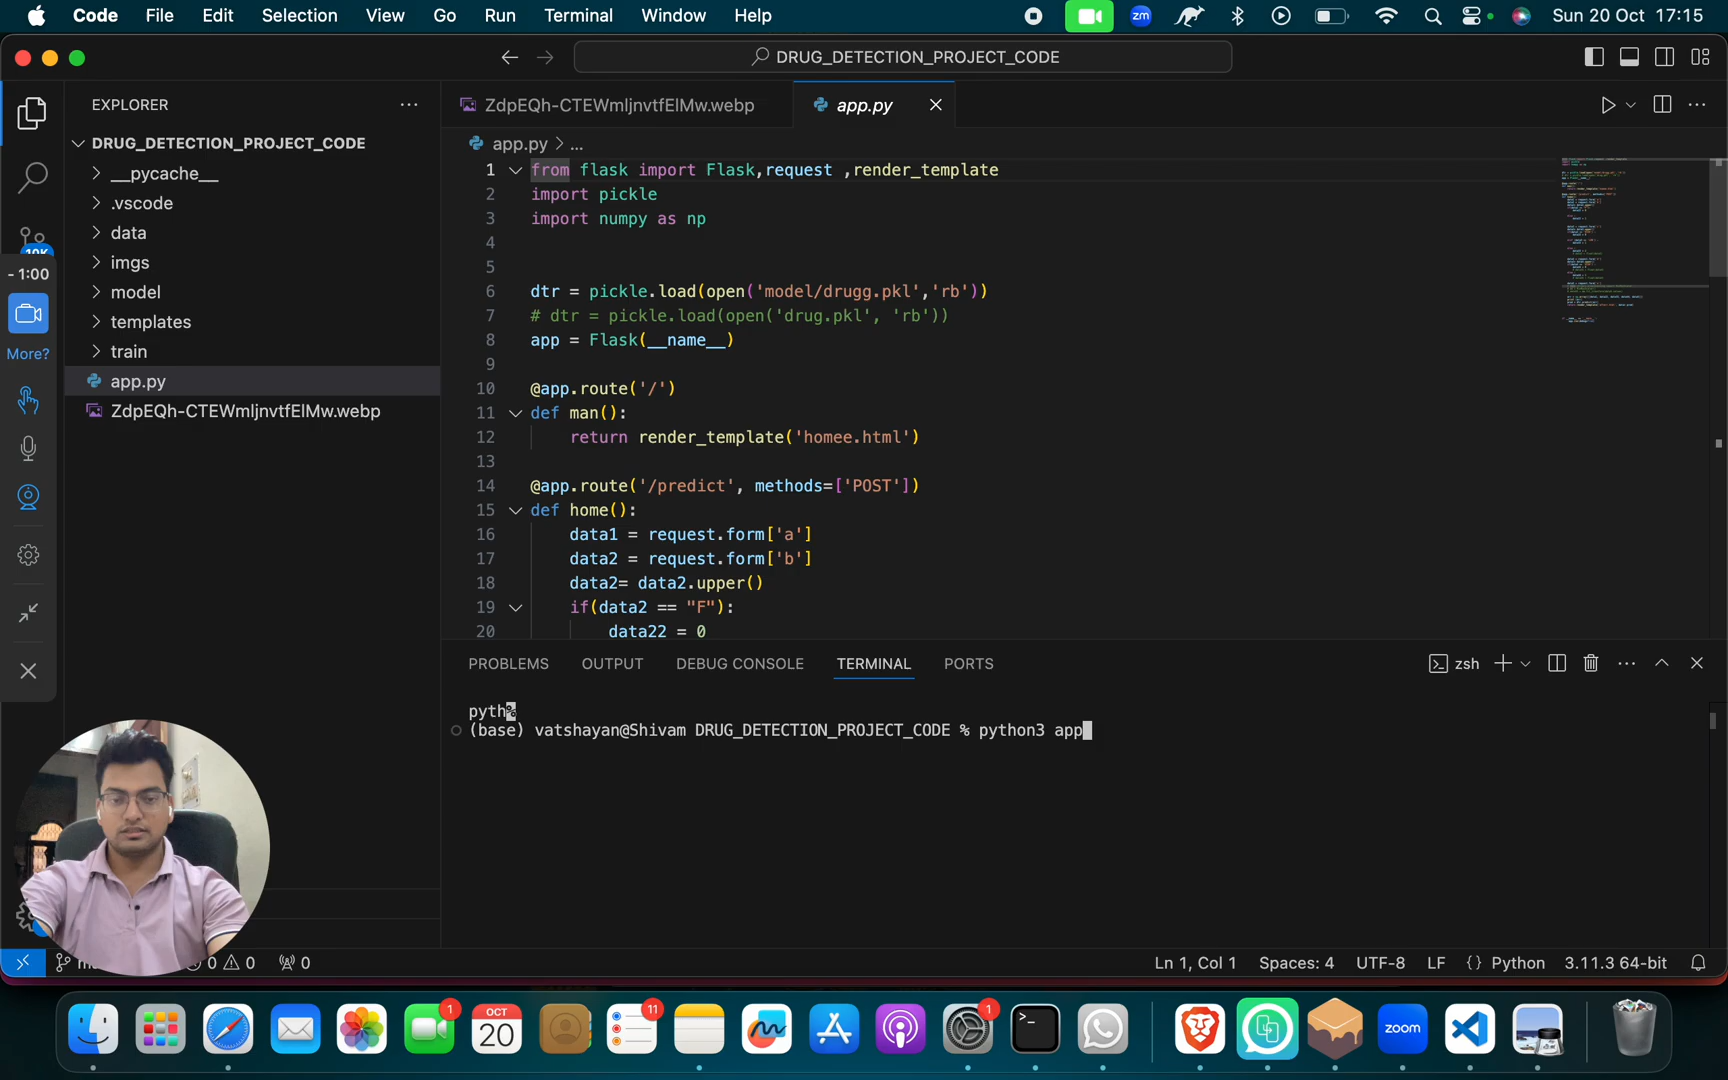 Code File Edit Selection View Go Run Terminal Window Help zm Sun 20 Oct 17:15
DRUG_DETECTION_PROJECT_CODE
EXPLORER
ZdpEQh-CTEWmljnvtfElMw.webp
app.py
DRUG_DETECTION_PROJECT_CODE
__pycache__
.vscode
data
imgs
model
templates
train
app.py
ZdpEQh-CTEWmljnvtfElMw.webp
10K
- 1:00
More?
app.py > ...
1 from flask import Flask,request ,render_template
2 import pickle
3 import numpy as np
4
5
6 dtr = pickle.load(open('model/drugg.pkl','rb'))
7 # dtr = pickle.load(open('drug.pkl', 'rb'))
8 app = Flask(__name__)
9
10 @app.route('/')
11 def man():
12 return render_template('homee.html')
13
14 @app.route('/predict', methods=['POST'])
15 def home():
16 data1 = request.form['a']
17 data2 = request.form['b']
18 data2= data2.upper()
19 if(data2 == "F"):
20 data22 = 0
PROBLEMS OUTPUT DEBUG CONSOLE TERMINAL PORTS zsh
pyth%
(base) vatshayan@Shivam DRUG_DETECTION_PROJECT_CODE % python3 app
0 0 0 Ln 1, Col 1 Spaces: 4 UTF-8 LF {} Python 3.11.3 64-bit
1 OCT 20 11 1 >_ zoom